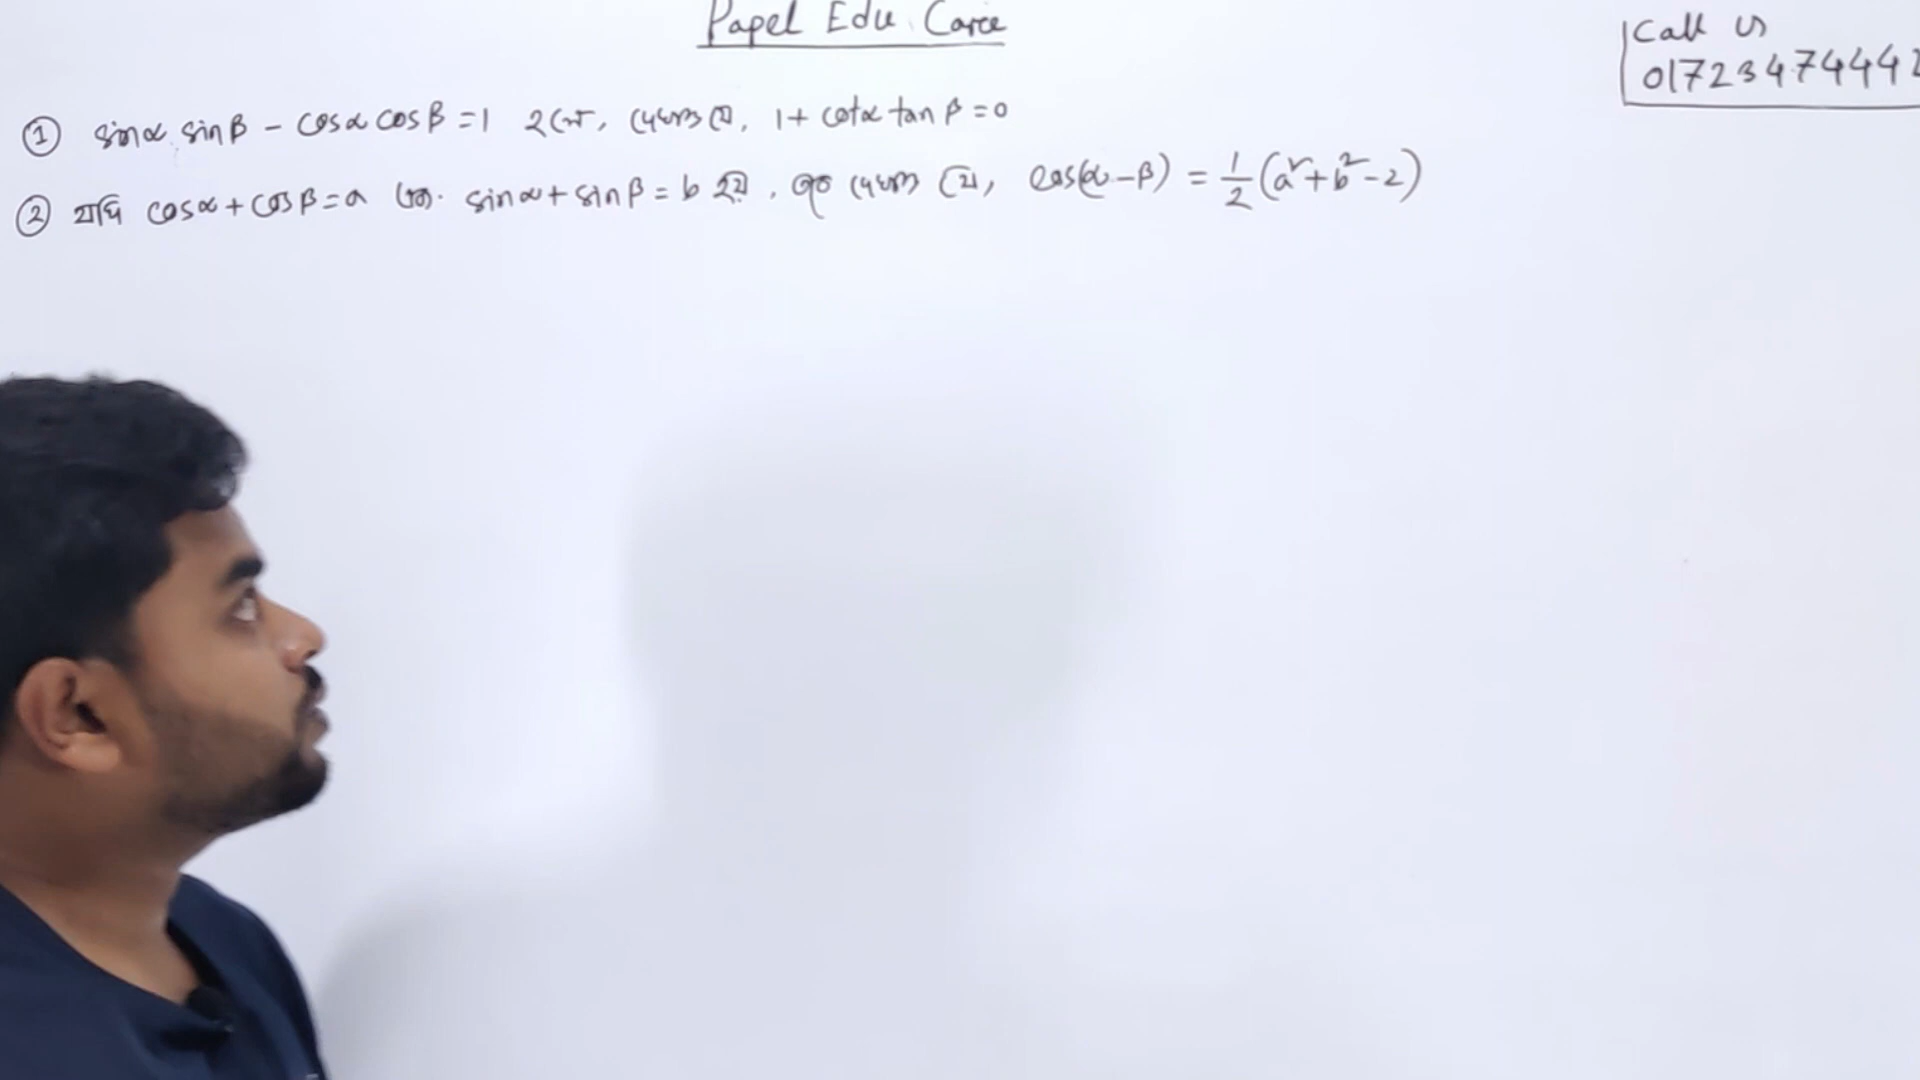 Papel Edu. Care
Call us
0172347444
① sinα sinβ - cosα cosβ =1 হলে, দেখাও যে, 1+ cotα tanβ =0
② যদি cosα + cosβ = a এবং sinα + sinβ = b হয়, তবে দেখাও যে, cos(α-β) = 1/2 (a²+b²-2)